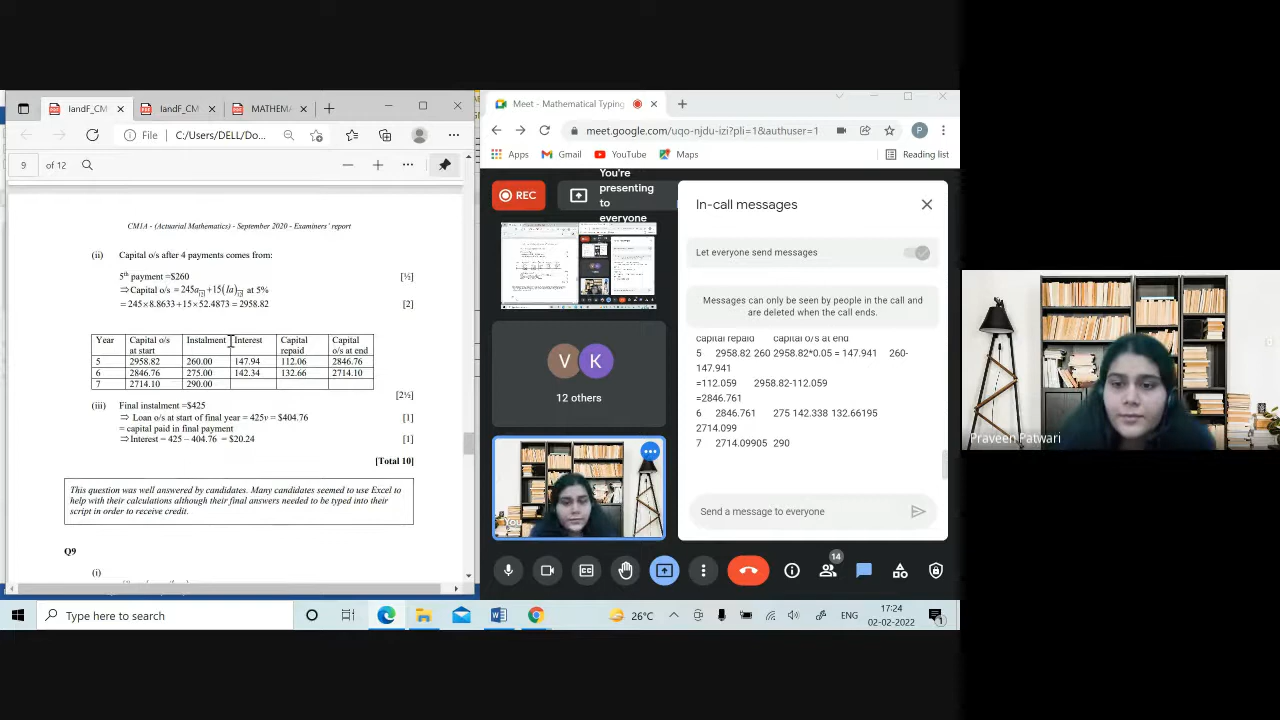 IandF_CM
IandF_CM
MATHEM
File
C:/Users/DELL/Do...
9
of 12
CM1A - (Actuarial Mathematics) - September 2020 - Examiners' report
(ii) Capital o/s after 4 payments comes from:
5th payment =$260 [½]
⇒ Capital o/s = 245a +15(Ia) at 5%
= 245×8.8633+15×52.4873 = 2958.82 [2]
Year Capital o/s at start Instalment Interest Capital repaid Capital o/s at end
5 2958.82 260.00 147.94 112.06 2846.76
6 2846.76 275.00 142.34 132.66 2714.10
7 2714.10 290.00
[2½]
(iii) Final instalment =$425
⇒ Loan o/s at start of final year = 425v = $404.76 [1]
= capital paid in final payment
⇒ Interest = 425 – 404.76 = $20.24 [1]
[Total 10]
This question was well answered by candidates. Many candidates seemed to use Excel to
help with their calculations although their final answers needed to be typed into their
script in order to receive credit.
Q9
(i)
Meet - Mathematical Typing
meet.google.com/uqo-njdu-izi?pli=1&authuser=1
P
Apps
Gmail
YouTube
Maps
Reading list
REC
You're
presenting
to
everyone
V
K
12 others
You
In-call messages
Let everyone send messages
Messages can only be seen by people in the call and
are deleted when the call ends.
capital repaid capital o/s at end
5 2958.82 260 2958.82*0.05 = 147.941 260-
147.941
=112.059 2958.82-112.059
=2846.761
6 2846.761 275 142.338 132.66195
2714.099
7 2714.09905 290
Send a message to everyone
14
Praveen Patwari
Type here to search
26°C
ENG
17:24
02-02-2022
1